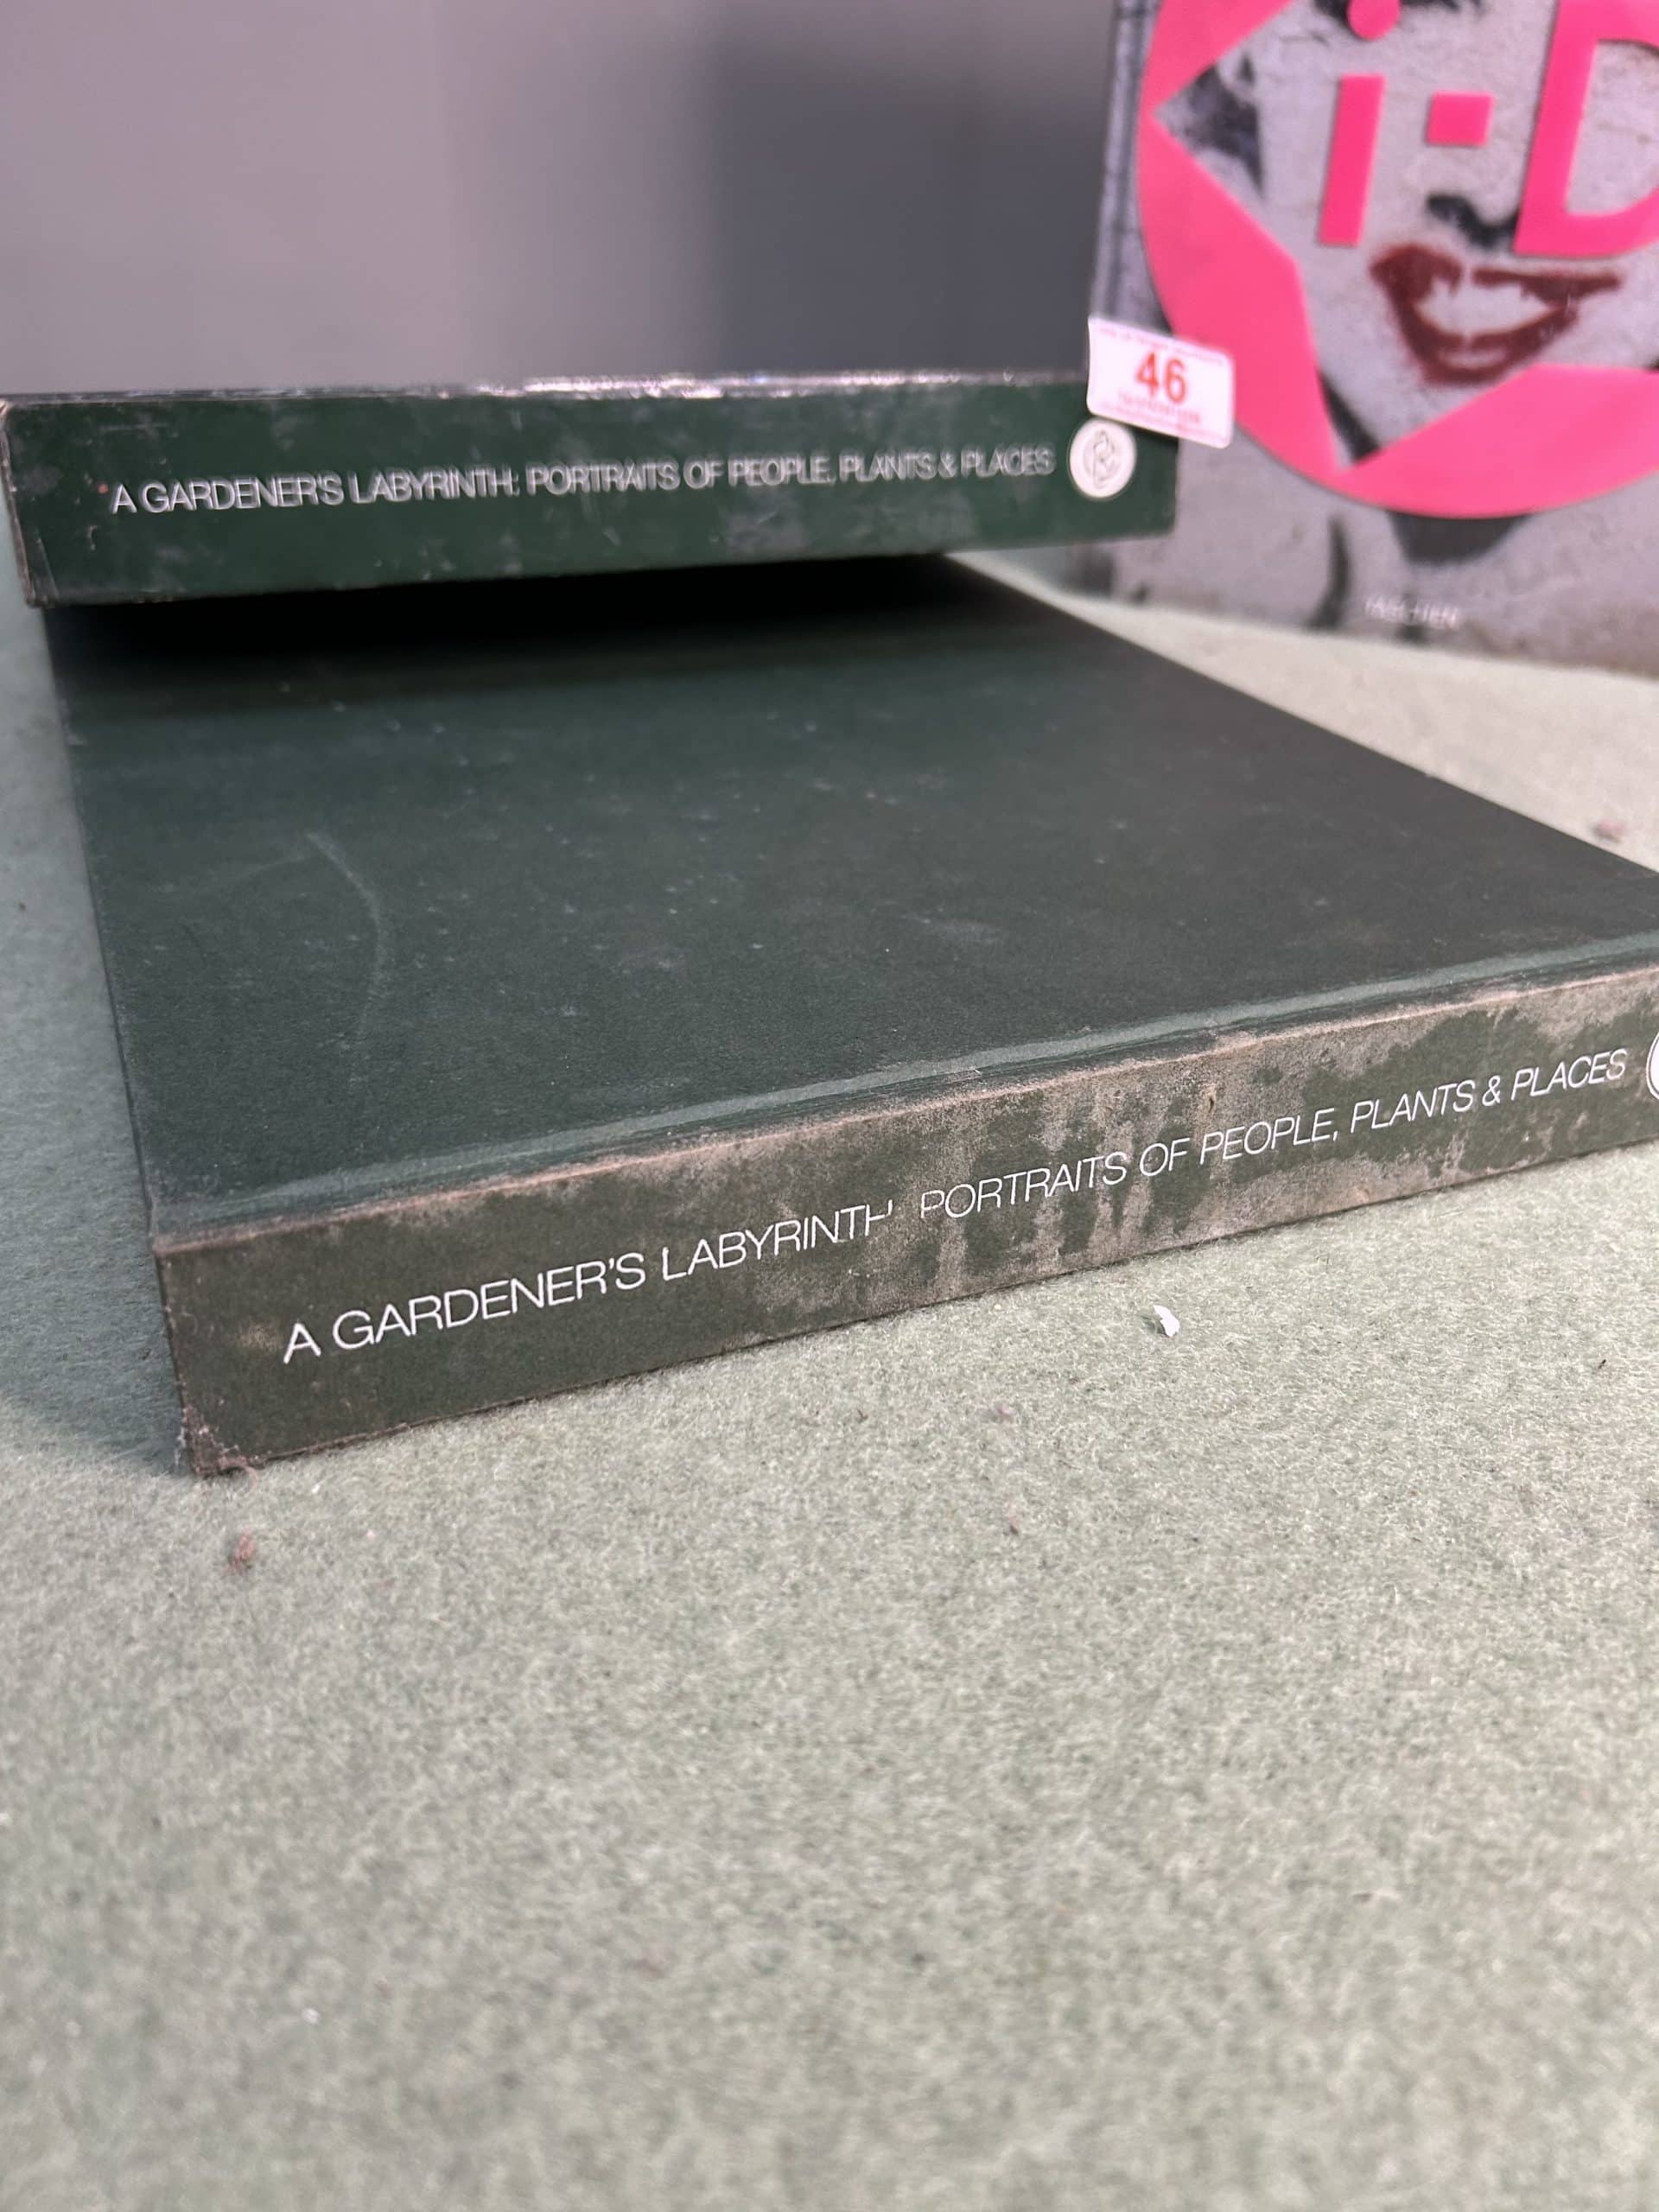 i-D
46
A GARDENER'S LABYRINTH: PORTRAITS OF PEOPLE, PLANTS & PLACES
TASCHEN
A GARDENER'S LABYRINTH PORTRAITS OF PEOPLE, PLANTS & PLACES